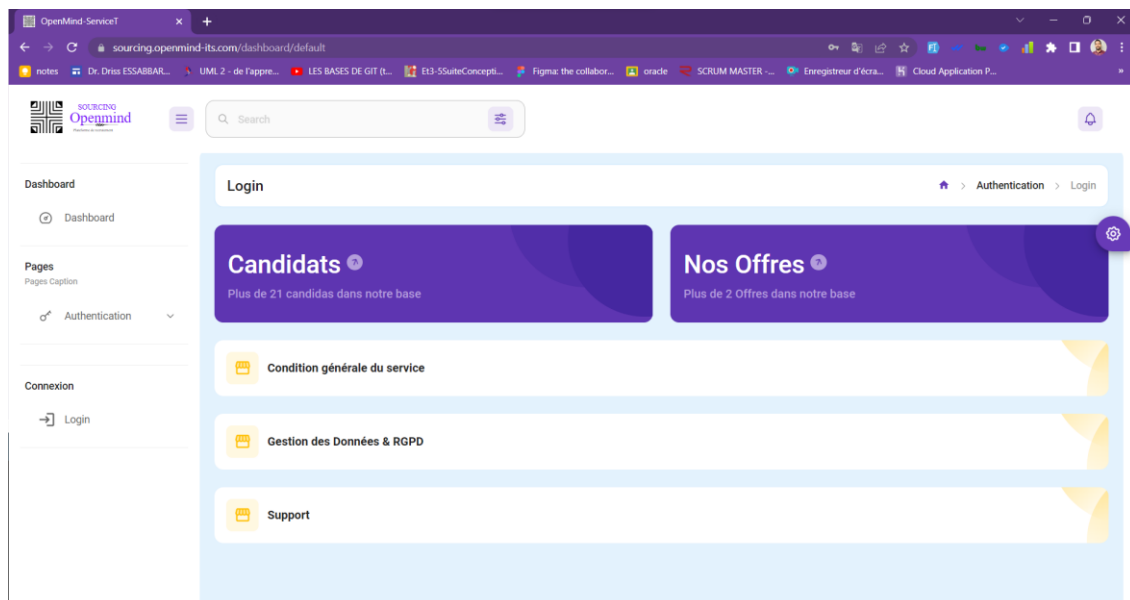 OpenMind-ServiceT
sourcing.openmind-its.com/dashboard/default
notes Dr. Driss ESSABBAR... UML 2 - de l'appre... LES BASES DE GIT (t... Et3-5SuiteConcepti... Figma: the collabor... oracle SCRUM MASTER -... Enregistreur d'écra... Cloud Application P...
SOURCING
Openmind
Search
Dashboard
Dashboard
Pages
Pages Caption
Authentication
Connexion
Login
Login
Authentication > Login
Candidats
Plus de 21 candidas dans notre base
Nos Offres
Plus de 2 Offres dans notre base
Condition générale du service
Gestion des Données & RGPD
Support